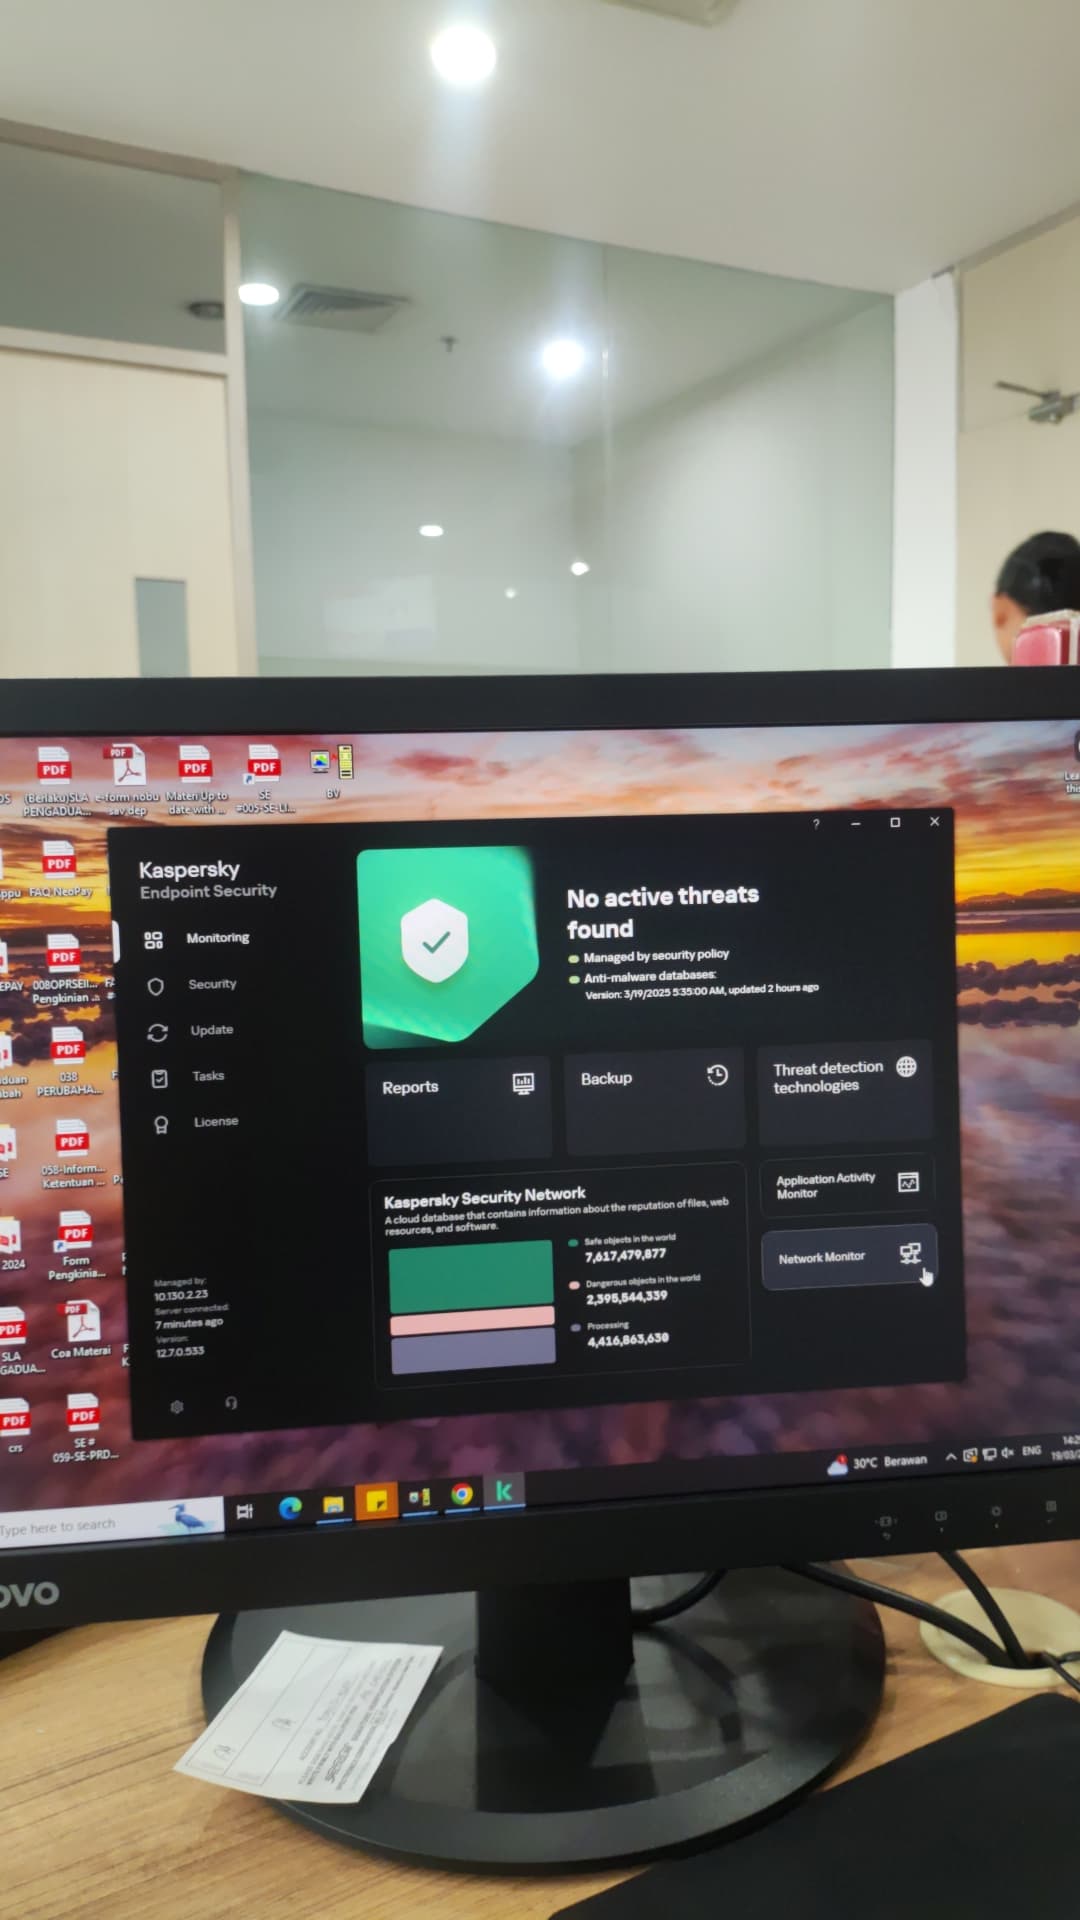 PDF
PDF
PDF
PDF
(Berlaku)SLA
PENGADUA...
e-form nobu
sav dep
Materi Up to
date with ...
SE
#005-SE-LI...
BV
PDF
FAQ NeoPay
PDF
008OPRSEII...
Pengkinian ...
PDF
038
PERUBAHA...
PDF
058-Inform...
Ketentuan ...
PDF
2024
Form
Pengkinia...
PDF
PDF
SLA
GADUA...
Coa Materai
PDF
PDF
crs
SE #
059-SE-PRD...
Kaspersky
Endpoint Security
Monitoring
Security
Update
Tasks
License
Managed by:
10.130.2.23
Server connected:
7 minutes ago
Version:
12.7.0.533
?
No active threats
found
Managed by security policy
Anti-malware databases:
Version: 3/19/2025 5:35:00 AM, updated 2 hours ago
Reports
Backup
Threat detection
technologies
Kaspersky Security Network
A cloud database that contains information about the reputation of files, web
resources, and software.
Safe objects in the world
7,617,479,877
Dangerous objects in the world
2,395,544,339
Processing
4,416,863,630
Application Activity
Monitor
Network Monitor
Type here to search
30°C Berawan
ENG